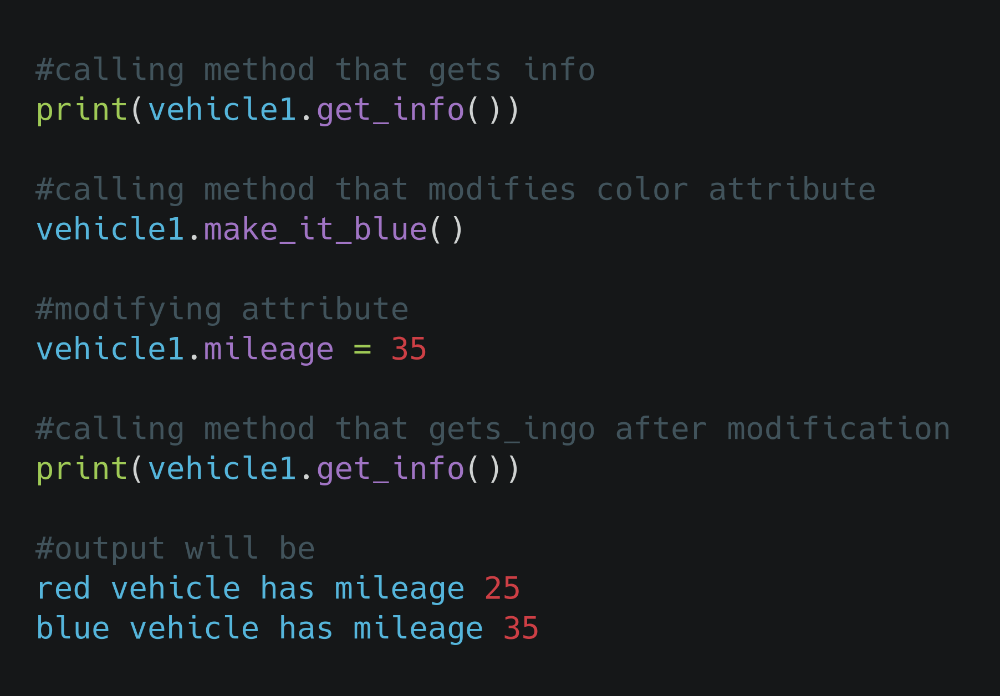 #calling method that gets info
print(vehicle1.get_info())
#calling method that modifies color attribute
vehicle1.make_it_blue()
#modifying attribute
vehicle1.mileage = 35
#calling method that gets_ingo after modification
print(vehicle1.get_info())
#output will be
red vehicle has mileage 25
blue vehicle has mileage 35